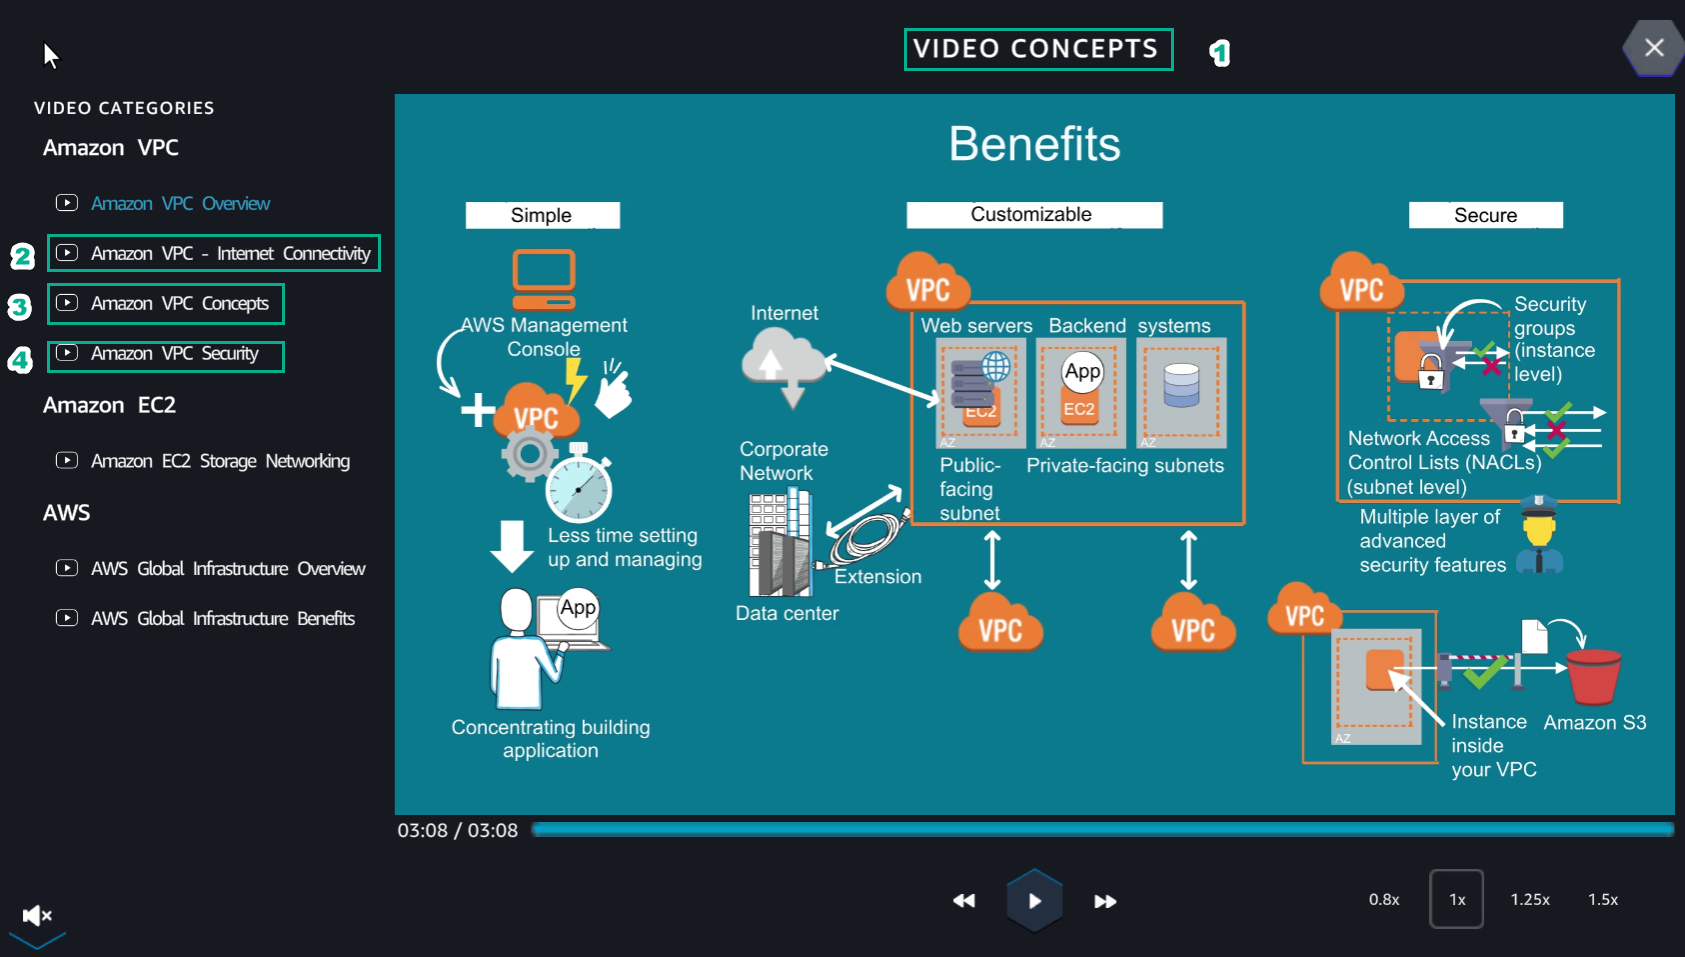 VIDEO CONCEPTS
1
VIDEO CATEGORIES
Amazon VPC
Amazon VPC Overview
2
Amazon VPC - Internet Connectivity
3
Amazon VPC Concepts
4
Amazon VPC Security
Amazon EC2
Amazon EC2 Storage Networking
AWS
AWS Global Infrastructure Overview
AWS Global Infrastructure Benefits
Benefits
Simple
AWS Management
Console
VPC
Less time setting
up and managing
App
Concentrating building
application
Customizable
VPC
Internet
Web servers
Backend systems
App
EC2
EC2
AZ
AZ
AZ
Public-
facing
subnet
Private-facing subnets
Corporate
Network
Extension
Data center
VPC
VPC
Secure
VPC
Security
groups
(instance
level)
Network Access
Control Lists (NACLs)
(subnet level)
Multiple layer of
advanced
security features
VPC
AZ
Instance
inside
your VPC
Amazon S3
03:08 / 03:08
0.8x
1x
1.25x
1.5x